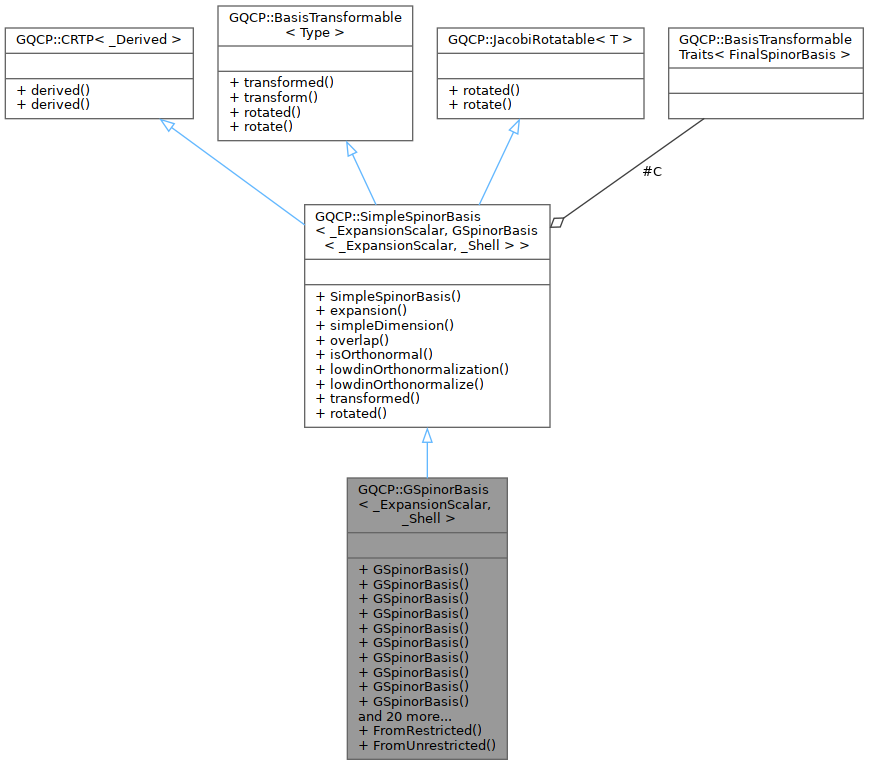 GQCP::CRTP< _Derived >
+ derived()
+ derived()
GQCP::BasisTransformable
< Type >
+ transformed()
+ transform()
+ rotated()
+ rotate()
GQCP::JacobiRotatable< T >
+ rotated()
+ rotate()
GQCP::BasisTransformable
Traits< FinalSpinorBasis >
#C
GQCP::SimpleSpinorBasis
< _ExpansionScalar, GSpinorBasis
< _ExpansionScalar, _Shell > >
+ SimpleSpinorBasis()
+ expansion()
+ simpleDimension()
+ overlap()
+ isOrthonormal()
+ lowdinOrthonormalization()
+ lowdinOrthonormalize()
+ transformed()
+ rotated()
GQCP::GSpinorBasis
< _ExpansionScalar,
_Shell >
+ GSpinorBasis()
+ GSpinorBasis()
+ GSpinorBasis()
+ GSpinorBasis()
+ GSpinorBasis()
+ GSpinorBasis()
+ GSpinorBasis()
+ GSpinorBasis()
+ GSpinorBasis()
+ GSpinorBasis()
and 20 more...
+ FromRestricted()
+ FromUnrestricted()